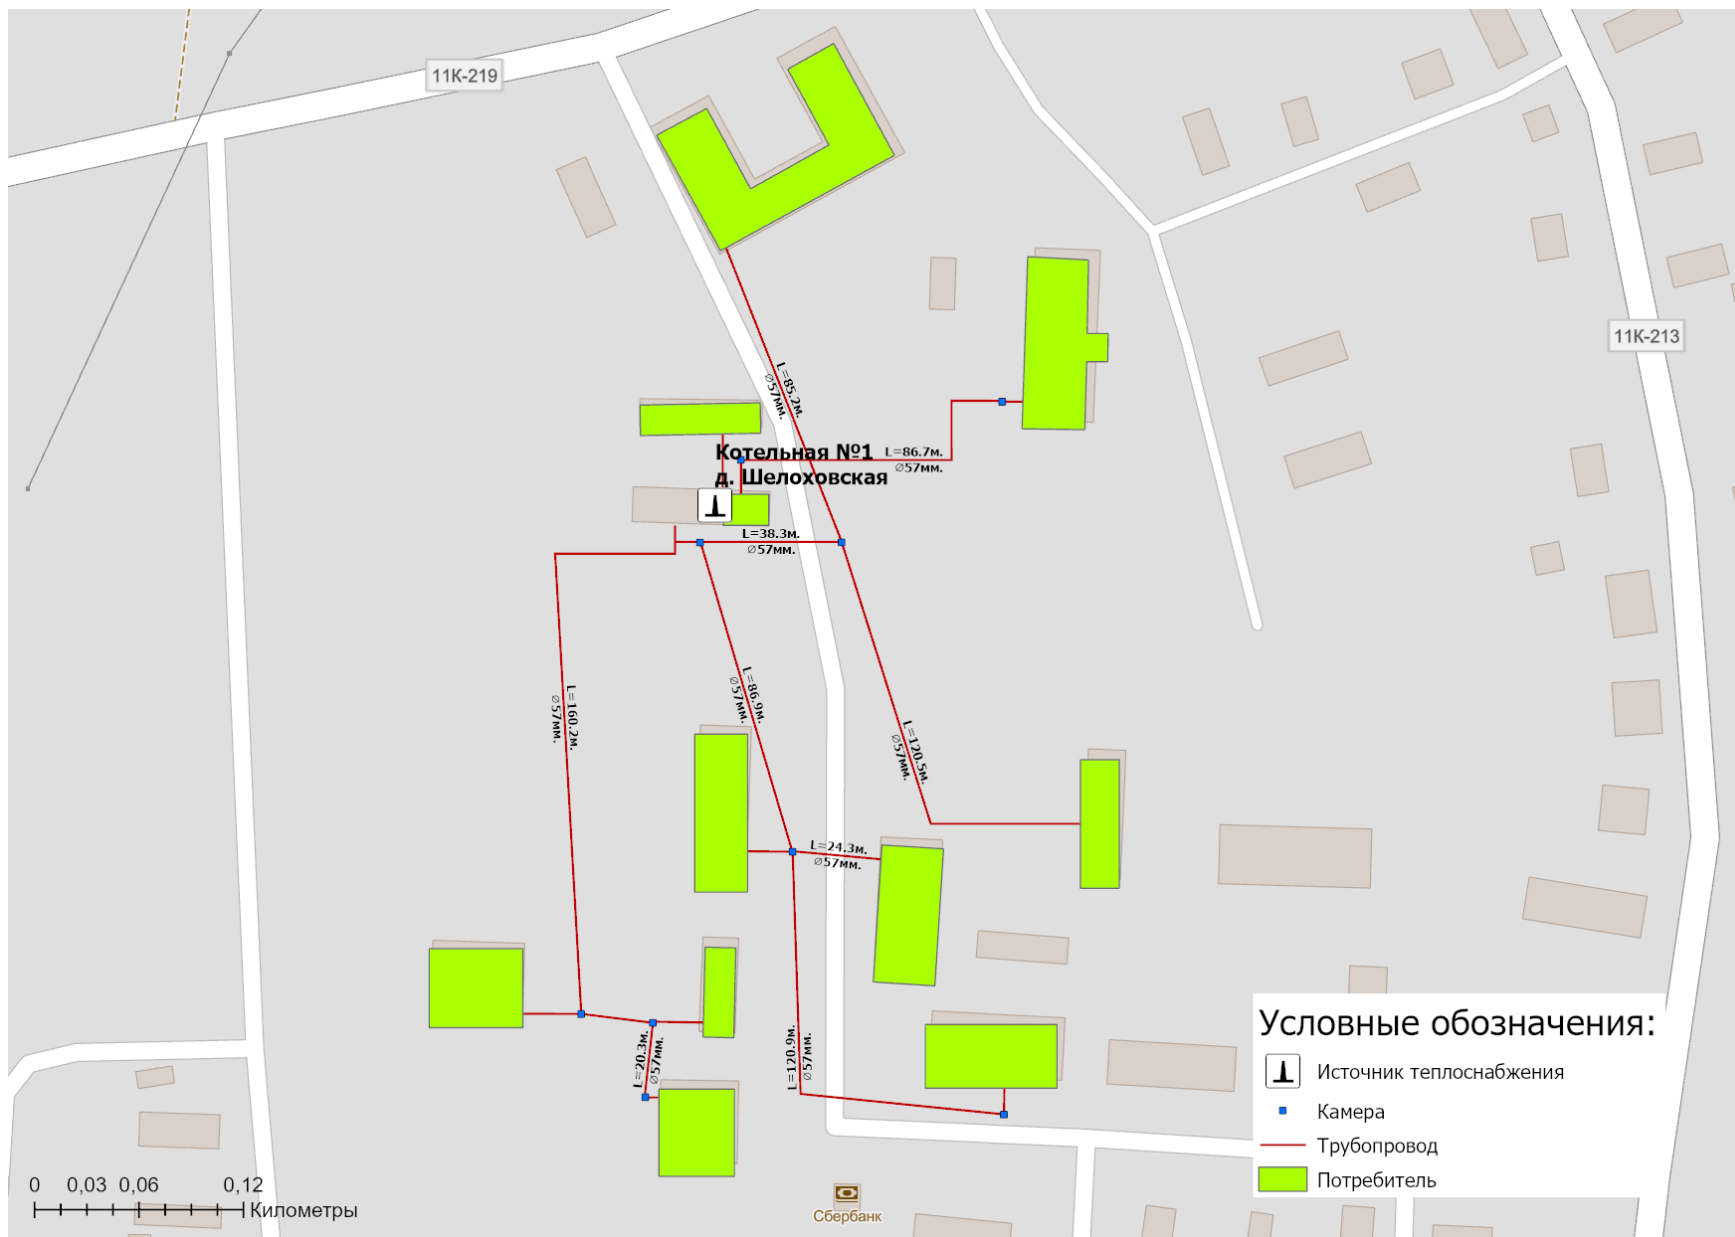 11К-219
11К-213
L=85.2м.
∅57мм.
Котельная №1
д. Шелоховская
L=86.7м.
∅57мм.
L=38.3м.
∅57мм.
L=160.2м.
∅57мм.
L=86.9м.
∅57мм.
L=120.5м.
∅57мм.
L=24.3м.
∅57мм.
L=20.3м.
∅57мм.
L=120.9м.
∅57мм.
Условные обозначения:
Источник теплоснабжения
Камера
Трубопровод
Потребитель
0 0,03 0,06 0,12
Километры
Сбербанк